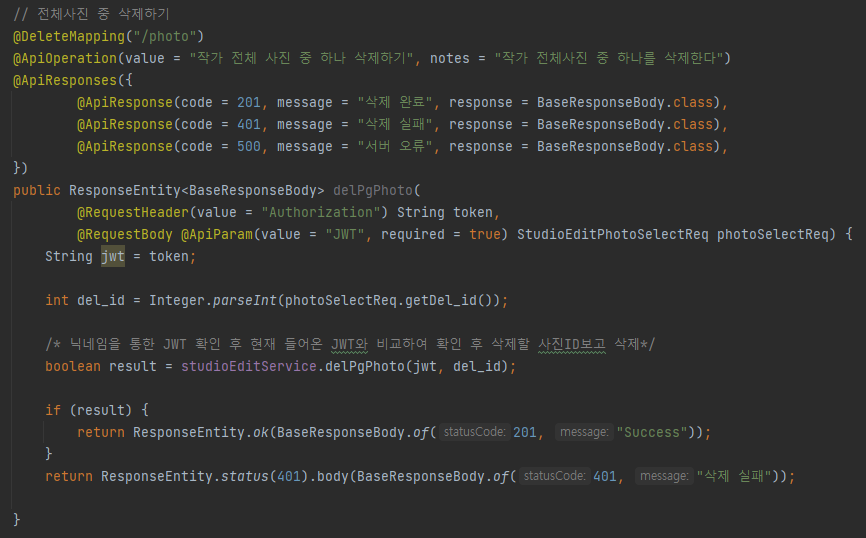 // 전체사진 중 삭제하기
@DeleteMapping("/photo")
@ApiOperation(value = "작가 전체 사진 중 하나 삭제하기", notes = "작가 전체사진 중 하나를 삭제한다")
@ApiResponses({
        @ApiResponse(code = 201, message = "삭제 완료", response = BaseResponseBody.class),
        @ApiResponse(code = 401, message = "삭제 실패", response = BaseResponseBody.class),
        @ApiResponse(code = 500, message = "서버 오류", response = BaseResponseBody.class),
})
public ResponseEntity<BaseResponseBody> delPgPhoto(
        @RequestHeader(value = "Authorization") String token,
        @RequestBody @ApiParam(value = "JWT", required = true) StudioEditPhotoSelectReq photoSelectReq) {
    String jwt = token;
    int del_id = Integer.parseInt(photoSelectReq.getDel_id());
    /* 닉네임을 통한 JWT 확인 후 현재 들어온 JWT와 비교하여 확인 후 삭제할 사진ID보고 삭제*/
    boolean result = studioEditService.delPgPhoto(jwt, del_id);
    if (result) {
        return ResponseEntity.ok(BaseResponseBody.of( statusCode: 201, message: "Success"));
    }
    return ResponseEntity.status(401).body(BaseResponseBody.of( statusCode: 401, message: "삭제 실패"));
}